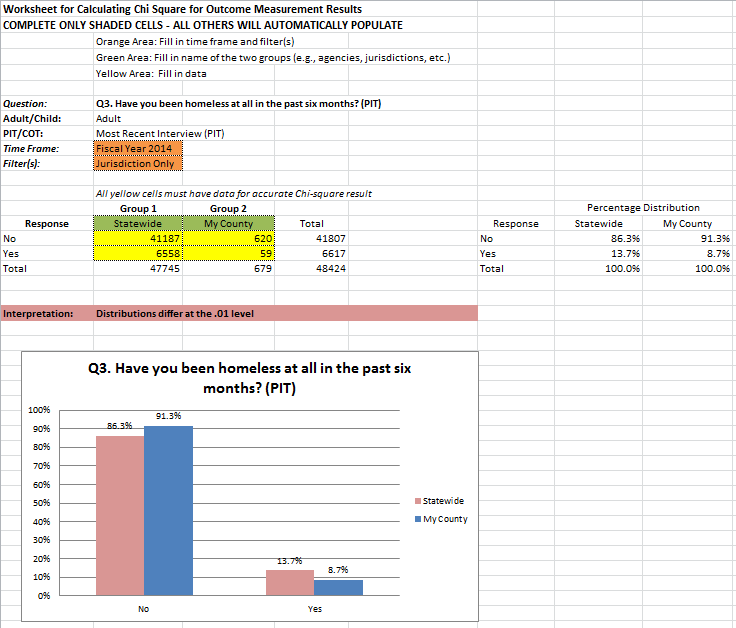 Worksheet for Calculating Chi Square for Outcome Measurement Results
COMPLETE ONLY SHADED CELLS - ALL OTHERS WILL AUTOMATICALLY POPULATE
Orange Area: Fill in time frame and filter(s)
Green Area: Fill in name of the two groups (e.g., agencies, jurisdictions, etc.)
Yellow Area: Fill in data
Question: Q3. Have you been homeless at all in the past six months? (PIT)
Adult/Child: Adult
PIT/COT: Most Recent Interview (PIT)
Time Frame: Fiscal Year 2014
Filter(s): Jurisdiction Only
All yellow cells must have data for accurate Chi-square result
Group 1 Group 2 Percentage Distribution
Response Statewide My County Total Response Statewide My County
No 41187 620 41807 No 86.3% 91.3%
Yes 6558 59 6617 Yes 13.7% 8.7%
Total 47745 679 48424 Total 100.0% 100.0%
Interpretation: Distributions differ at the .01 level
Q3. Have you been homeless at all in the past six
months? (PIT)
100%
90%
80%
70%
60%
50%
40%
30%
20%
10%
0%
86.3%
91.3%
13.7%
8.7%
No
Yes
Statewide
My County